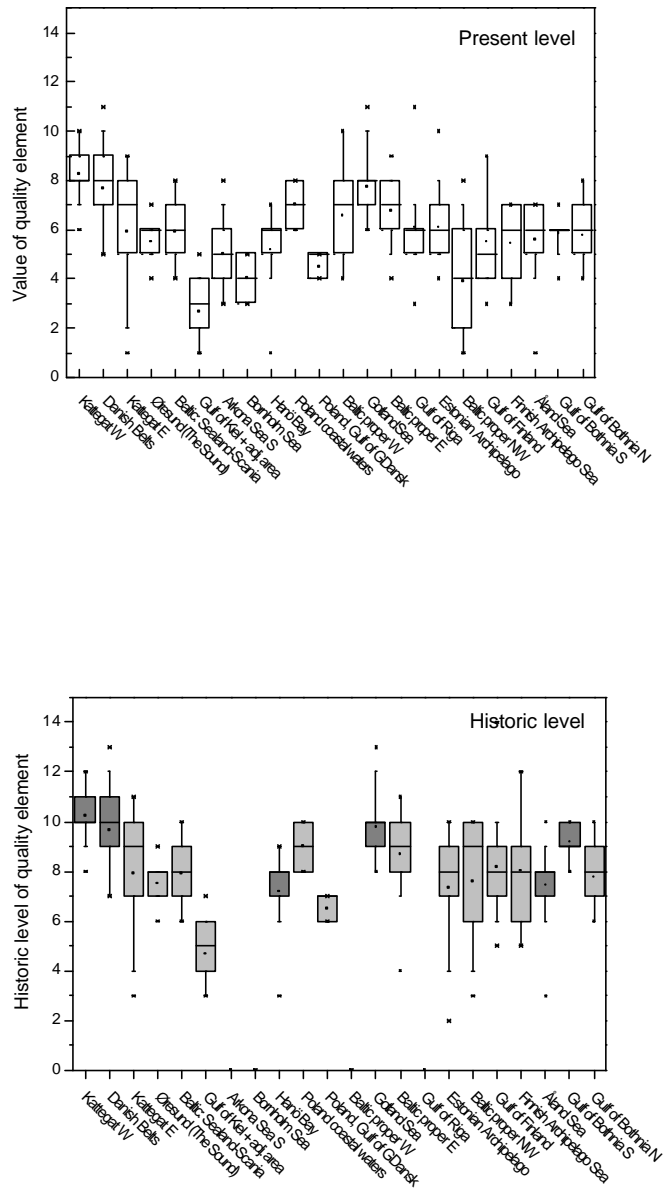 Present level
Value of quality element
14
12
10
8
6
4
2
0
Kattegat W
Danish Belts
Kattegat E
Øresund (The Sound)
Baltic: Sealand-Scania
Gulf of Kiel + adj. area
Arkona Sea S
Bornholm Sea
Hanö Bay
Poland coastal waters
Poland, Gulf of GDansk
Baltic proper W
Gotland Sea
Baltic proper E
Gulf of Riga
Estonian Archipelago
Baltic proper NW
Gulf of Finland
Finnish Archipelago Sea
Åland Sea
Gulf of Bothnia S
Gulf of Bothnia N
Historic level
Historic level of quality element
14
12
10
8
6
4
2
0
Kattegat W
Danish Belts
Kattegat E
Øresund (The Sound)
Baltic: Sealand-Scania
Gulf of Kiel + adj. area
Arkona Sea S
Bornholm Sea
Hanö Bay
Poland coastal waters
Poland, Gulf of GDansk
Baltic proper W
Gotland Sea
Baltic proper E
Gulf of Riga
Estonian Archipelago
Baltic proper NW
Gulf of Finland
Finnish Archipelago Sea
Åland Sea
Gulf of Bothnia S
Gulf of Bothnia N